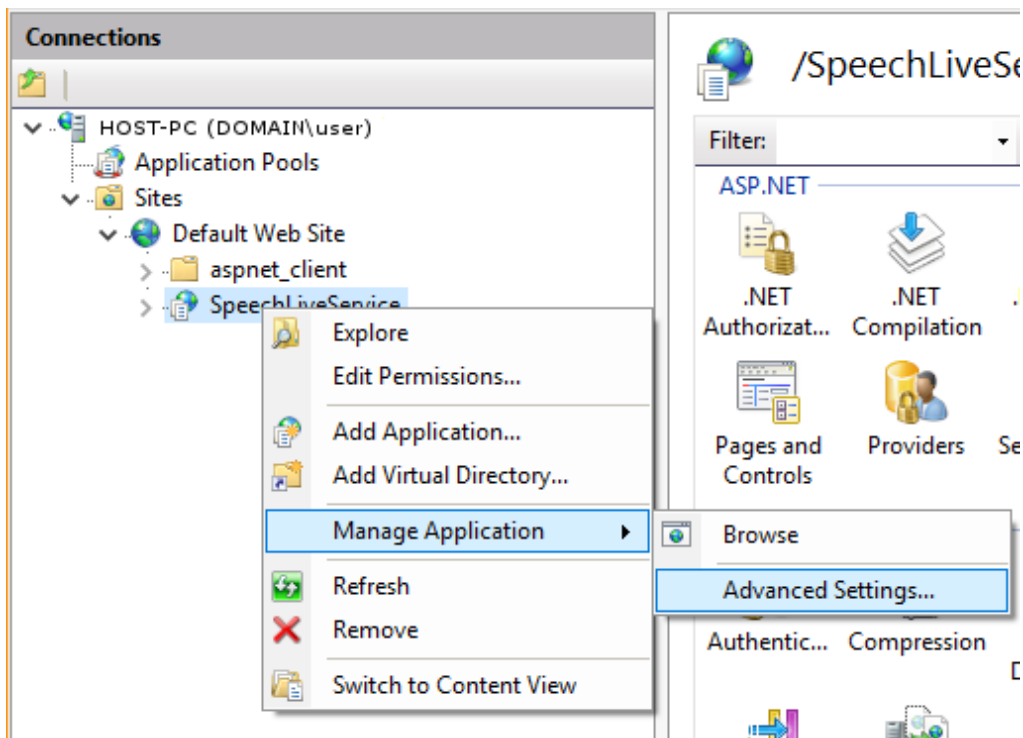 Connections
/SpeechLiveSe
HOST-PC (DOMAIN\user)
Application Pools
Sites
Default Web Site
aspnet_client
SpeechLiveService
Explore
Edit Permissions...
Add Application...
Add Virtual Directory...
Manage Application
Refresh
Remove
Switch to Content View
Browse
Advanced Settings...
Filter:
ASP.NET
.NET
Authorizat...
.NET
Compilation
Pages and
Controls
Providers
Se
Authentic...
Compression
D